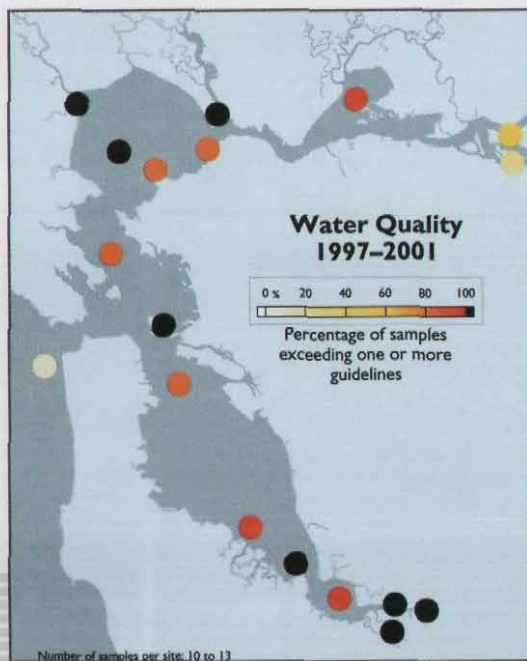 Water Quality
1997–2001
0 % 20 40 60 80 100
Percentage of samples
exceeding one or more
guidelines
Number of samples per site: 10 to 13